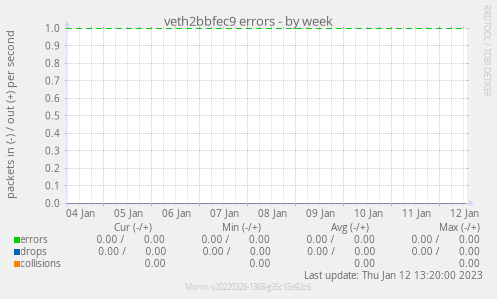 veth2bbfec9 errors - by week
RRDTOOL / TOBI OETIKER
packets in (-) / out (+) per second
1.0
0.9
0.8
0.7
0.6
0.5
0.4
0.3
0.2
0.1
0.0
04 Jan 05 Jan 06 Jan 07 Jan 08 Jan 09 Jan 10 Jan 11 Jan 12 Jan
Cur (-/+) Min (-/+) Avg (-/+) Max (-/+)
errors 0.00 / 0.00 0.00 / 0.00 0.00 / 0.00 0.00 / 0.00
drops 0.00 / 0.00 0.00 / 0.00 0.00 / 0.00 0.00 / 0.00
collisions 0.00 0.00 0.00 0.00
Last update: Thu Jan 12 13:20:00 2023
Munin v20220328-1368-g35c15e92c6